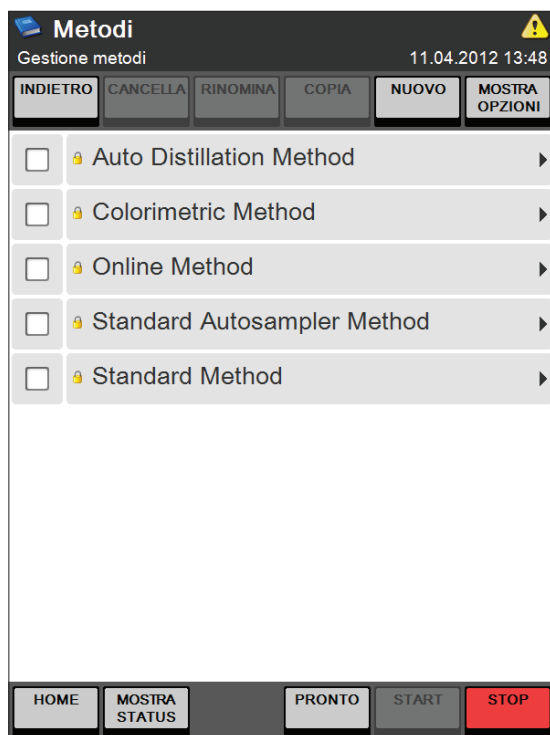 Metodi
Gestione metodi 11.04.2012 13:48
INDIETRO CANCELLA RINOMINA COPIA NUOVO MOSTRA OPZIONI
Auto Distillation Method
Colorimetric Method
Online Method
Standard Autosampler Method
Standard Method
HOME MOSTRA STATUS PRONTO START STOP